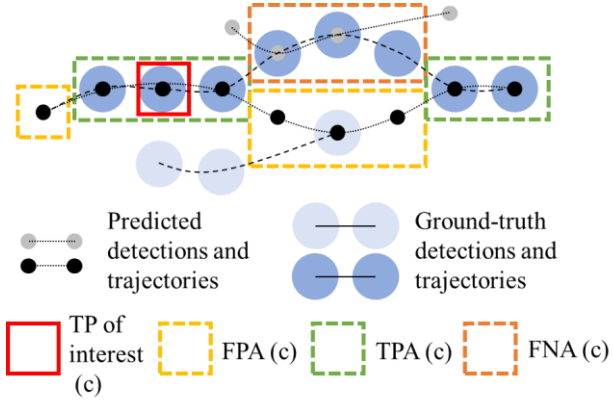 Predicted
detections and
trajectories
Ground-truth
detections and
trajectories
TP of
interest
(c)
FPA (c)
TPA (c)
FNA (c)